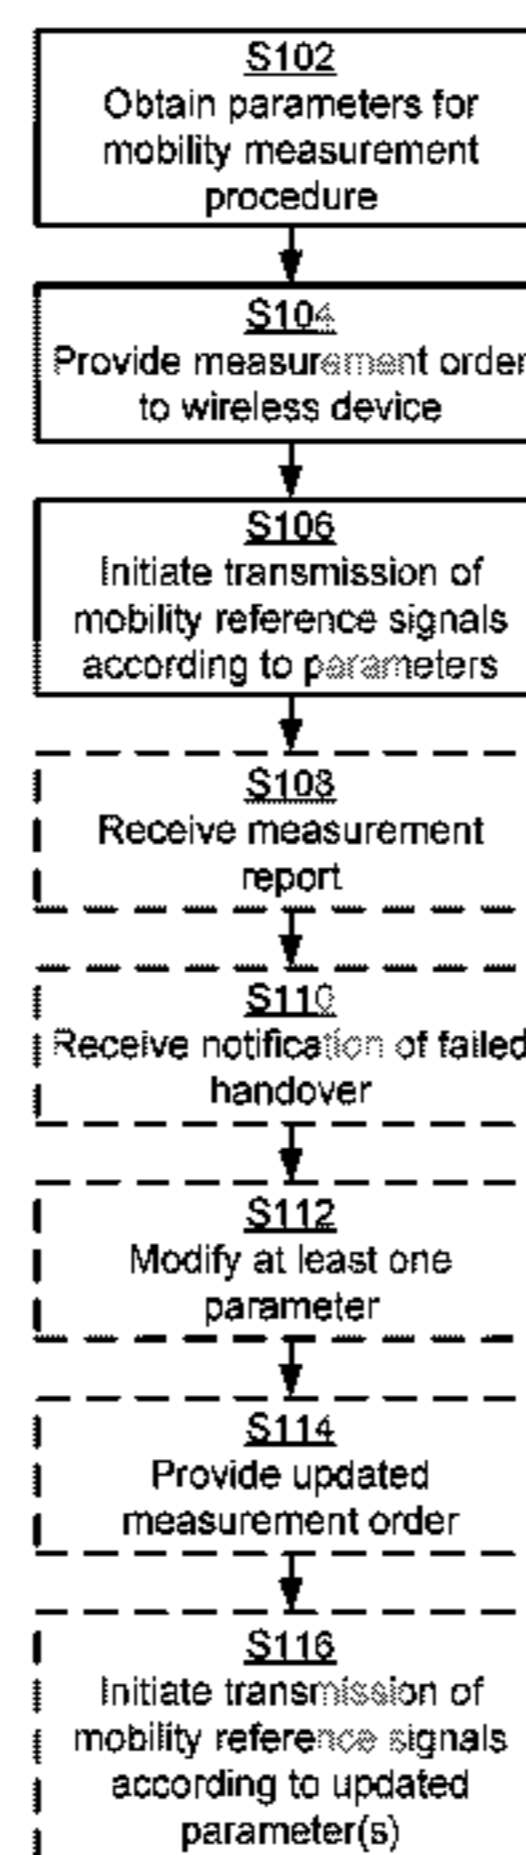 S102
Obtain parameters for
mobility measurement
procedure
S104
Provide measurement order
to wireless device
S106
Initiate transmission of
mobility reference signals
according to parameters
S108
Receive measurement
report
S110
Receive notification of failed
handover
S112
Modify at least one
parameter
S114
Provide updated
measurement order
S116
Initiate transmission of
mobility reference signals
according to updated
parameter(s)